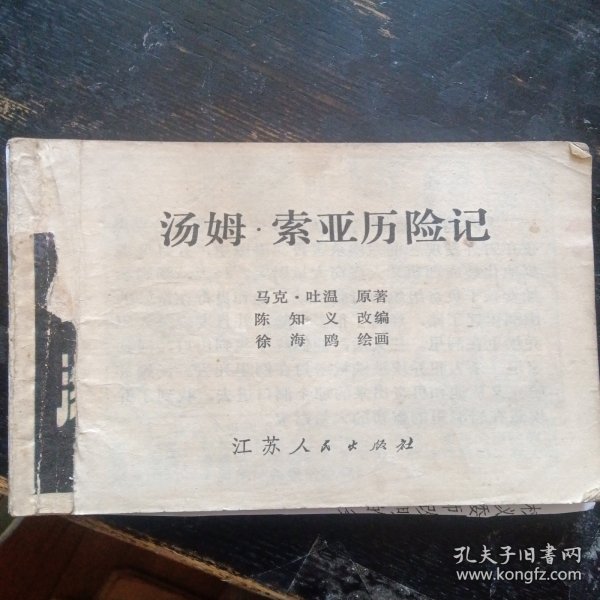 汤姆·索亚历险记
马克·吐温 原著
陈知义 改编
徐海鸥 绘画
江苏人民出版社
孔夫子旧书网
www.kongfz.com